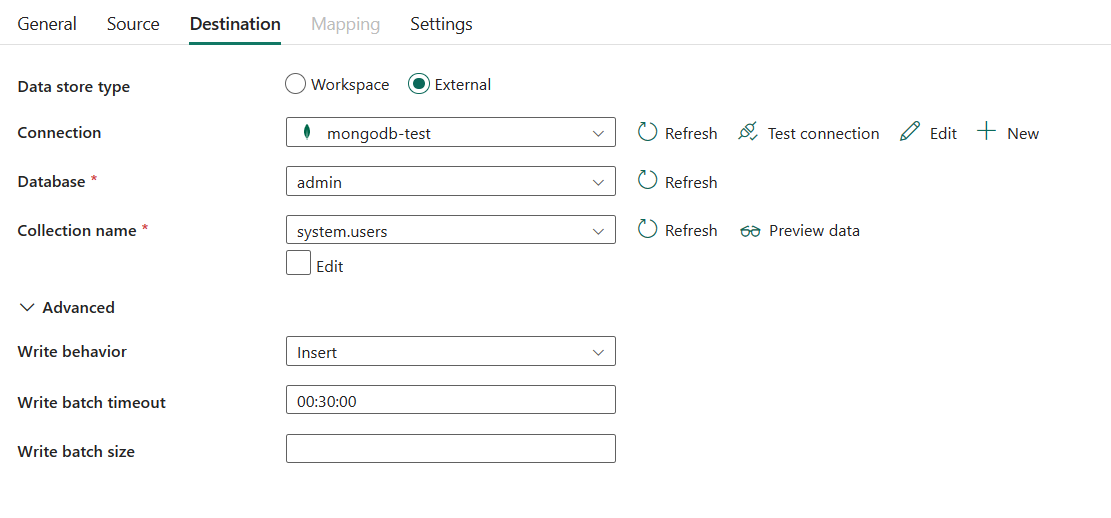 General Source Destination Mapping Settings
Data store type Workspace External
Connection mongodb-test Refresh Test connection Edit New
Database * admin Refresh
Collection name * system.users Refresh Preview data
Edit
Advanced
Write behavior Insert
Write batch timeout 00:30:00
Write batch size